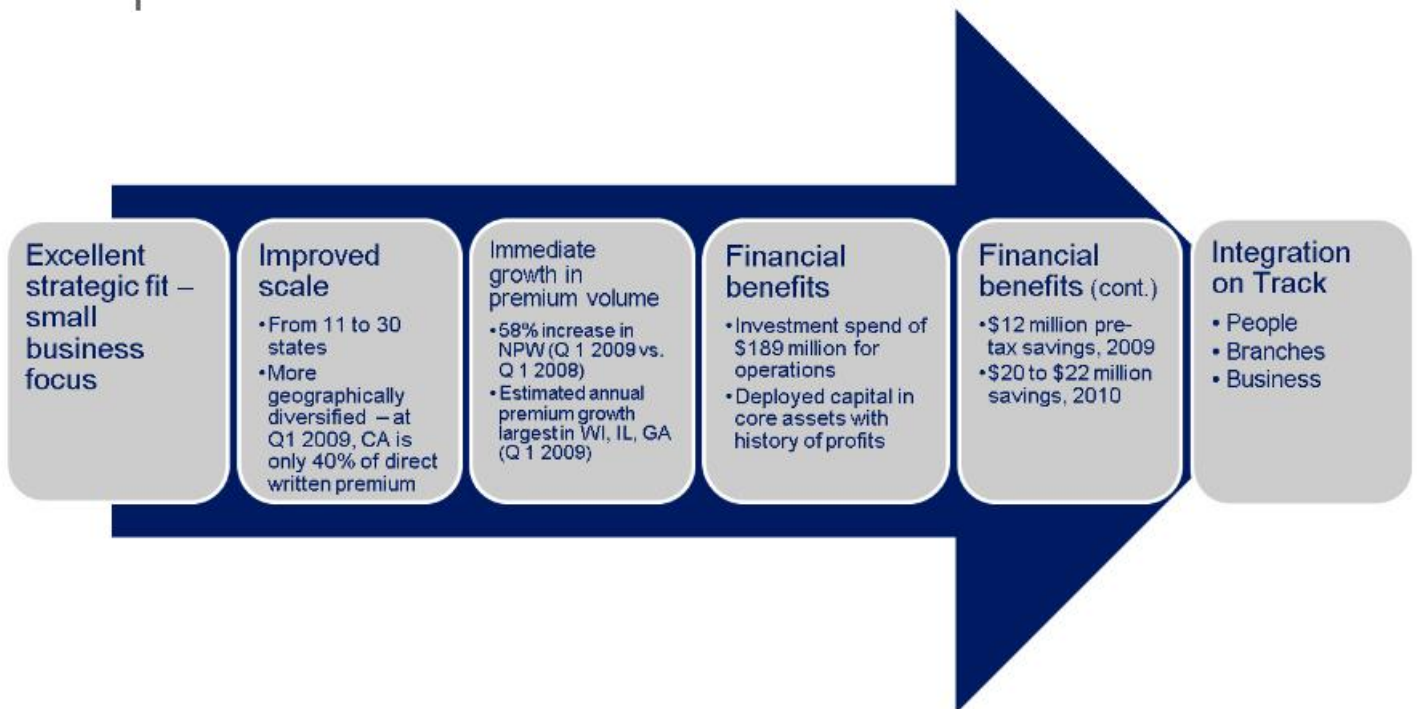 Excellent
strategic fit –
small
business
focus
Improved
scale
•From 11 to 30
states
•More
geographically
diversified – at
Q1 2009, CA is
only 40% of direct
written premium
Immediate
growth in
premium volume
•58% increase in
NPW (Q 1 2009 vs.
Q 1 2008)
•Estimated annual
premium growth
largest in WI, IL, GA
(Q 1 2009)
Financial
benefits
•Investment spend of
$189 million for
operations
•Deployed capital in
core assets with
history of profits
Financial
benefits (cont.)
•$12 million pre-
tax savings, 2009
•$20 to $22 million
savings, 2010
Integration
on Track
• People
• Branches
• Business